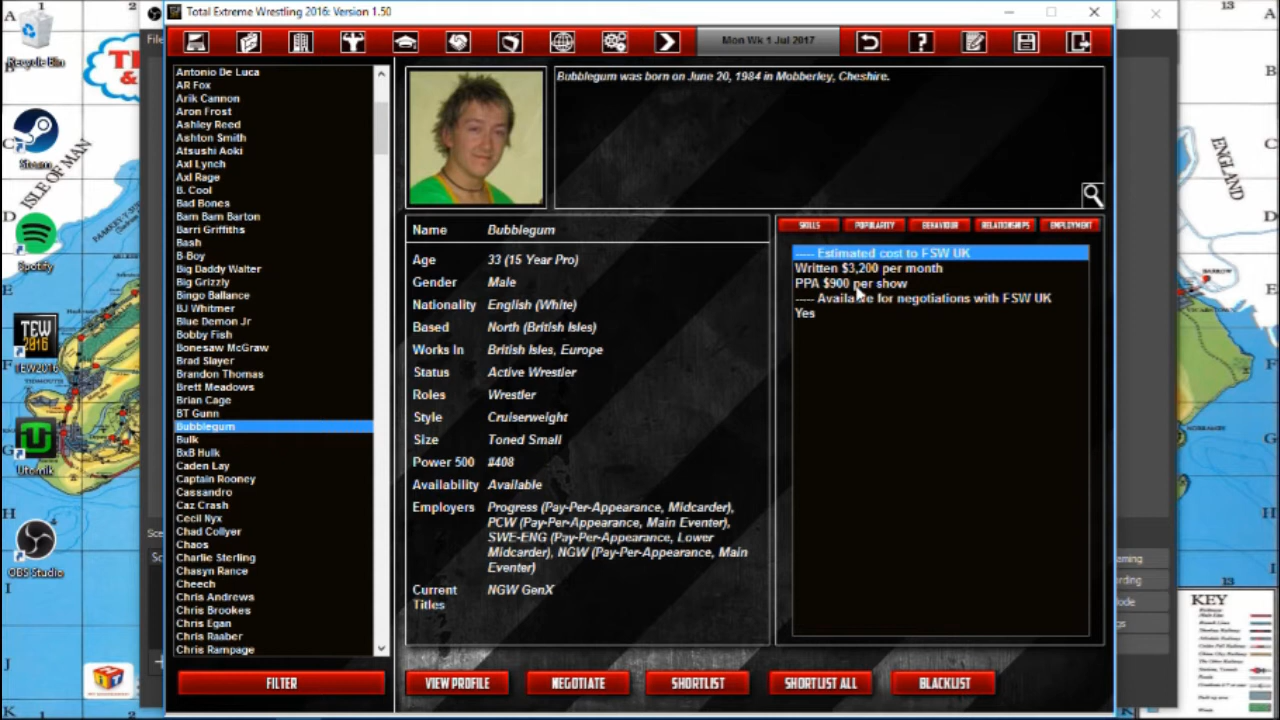 Total Extreme Wrestling 2016: Version 1.50
Mon Wk 1 Jul 2017
File
Recycle Bin
Steam
Spotify
TEW
2016
TEW2016
Utomik
OBS Studio
ISLE OF MAN
ENGLAND
Antonio De Luca
AR Fox
Arik Cannon
Aron Frost
Ashley Reed
Ashton Smith
Atsushi Aoki
Axl Lynch
Axl Rage
B. Cool
Bad Bones
Bam Bam Barton
Barri Griffiths
Bash
B-Boy
Big Daddy Walter
Big Grizzly
Bingo Ballance
BJ Whitmer
Blue Demon Jr
Bobby Fish
Bonesaw McGraw
Brad Slayer
Brandon Thomas
Brett Meadows
Brian Cage
BT Gunn
Bubblegum
Bulk
BxB Hulk
Caden Lay
Captain Rooney
Cassandro
Caz Crash
Cecil Nyx
Chad Collyer
Chaos
Charlie Sterling
Chasyn Rance
Cheech
Chris Andrews
Chris Brookes
Chris Egan
Chris Raaber
Chris Rampage
FILTER
Bubblegum was born on June 20, 1984 in Mobberley, Cheshire.
Name Bubblegum
Age 33 (15 Year Pro)
Gender Male
Nationality English (White)
Based North (British Isles)
Works In British Isles, Europe
Status Active Wrestler
Roles Wrestler
Style Cruiserweight
Size Toned Small
Power 500 #408
Availability Available
Employers Progress (Pay-Per-Appearance, Midcarder),
PCW (Pay-Per-Appearance, Main Eventer),
SWE-ENG (Pay-Per-Appearance, Lower
Midcarder), NGW (Pay-Per-Appearance, Main
Eventer)
Current NGW GenX
Titles
SKILLS POPULARITY BEHAVIOUR RELATIONSHIPS EMPLOYMENT
---- Estimated cost to FSW UK
Written $3,200 per month
PPA $900 per show
---- Available for negotiations with FSW UK
Yes
VIEW PROFILE NEGOTIATE SHORTLIST SHORTLIST ALL BLACKLIST
KEY